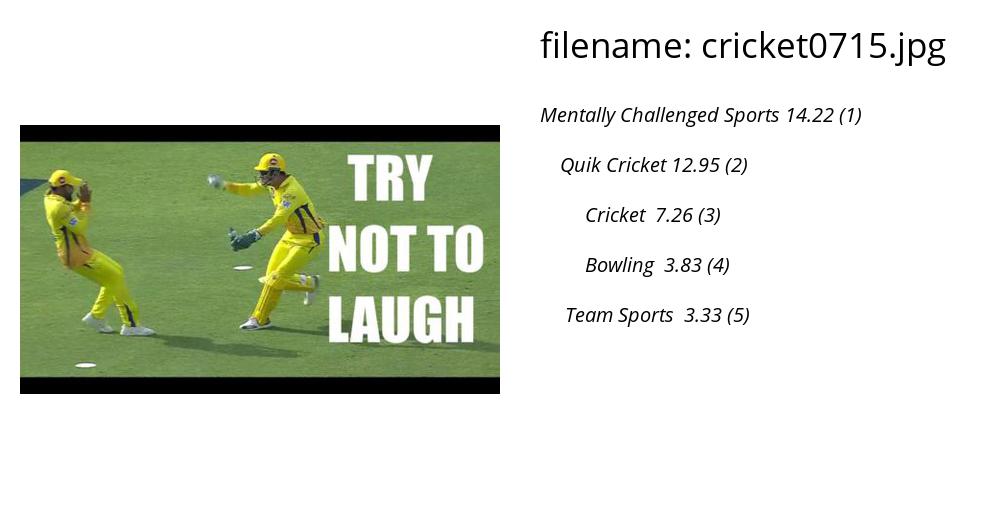 filename: cricket0715.jpg
Mentally Challenged Sports 14.22 (1)
Quik Cricket 12.95 (2)
Cricket 7.26 (3)
Bowling 3.83 (4)
Team Sports 3.33 (5)
TRY
NOT TO
LAUGH